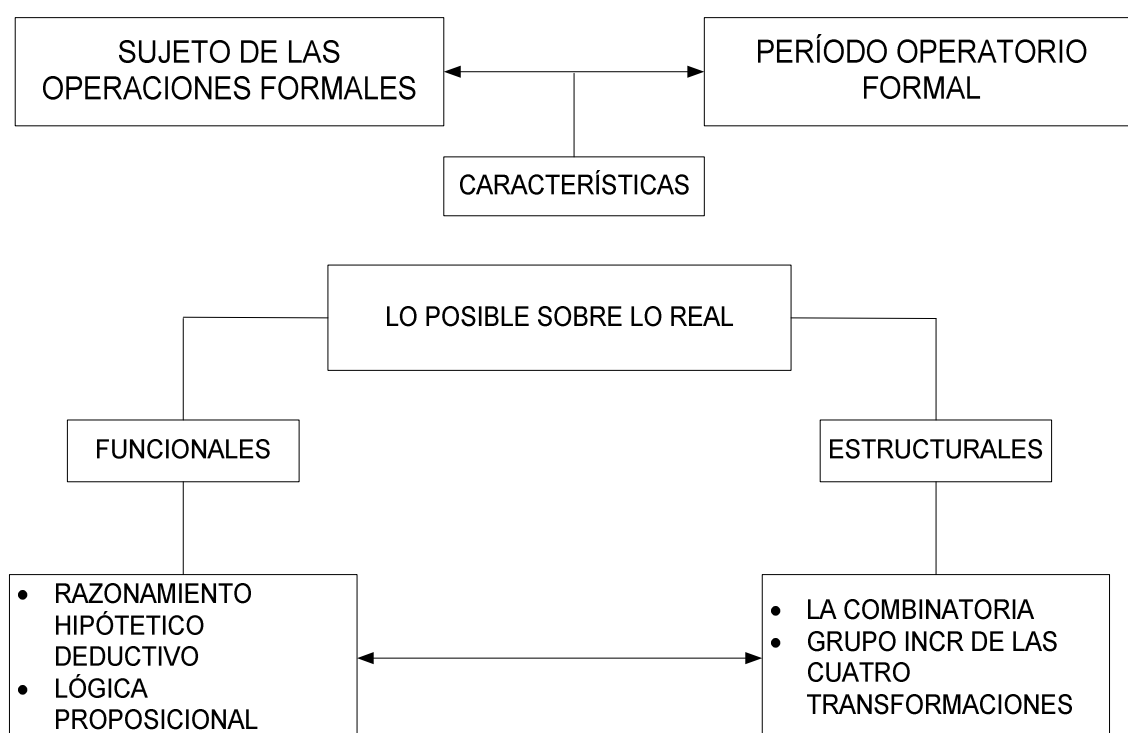 SUJETO DE LAS
OPERACIONES FORMALES
PERÍODO OPERATORIO
FORMAL
CARACTERÍSTICAS
LO POSIBLE SOBRE LO REAL
FUNCIONALES
ESTRUCTURALES
• RAZONAMIENTO
HIPÓTETICO
DEDUCTIVO
• LÓGICA
PROPOSICIONAL
• LA COMBINATORIA
• GRUPO INCR DE LAS
CUATRO
TRANSFORMACIONES